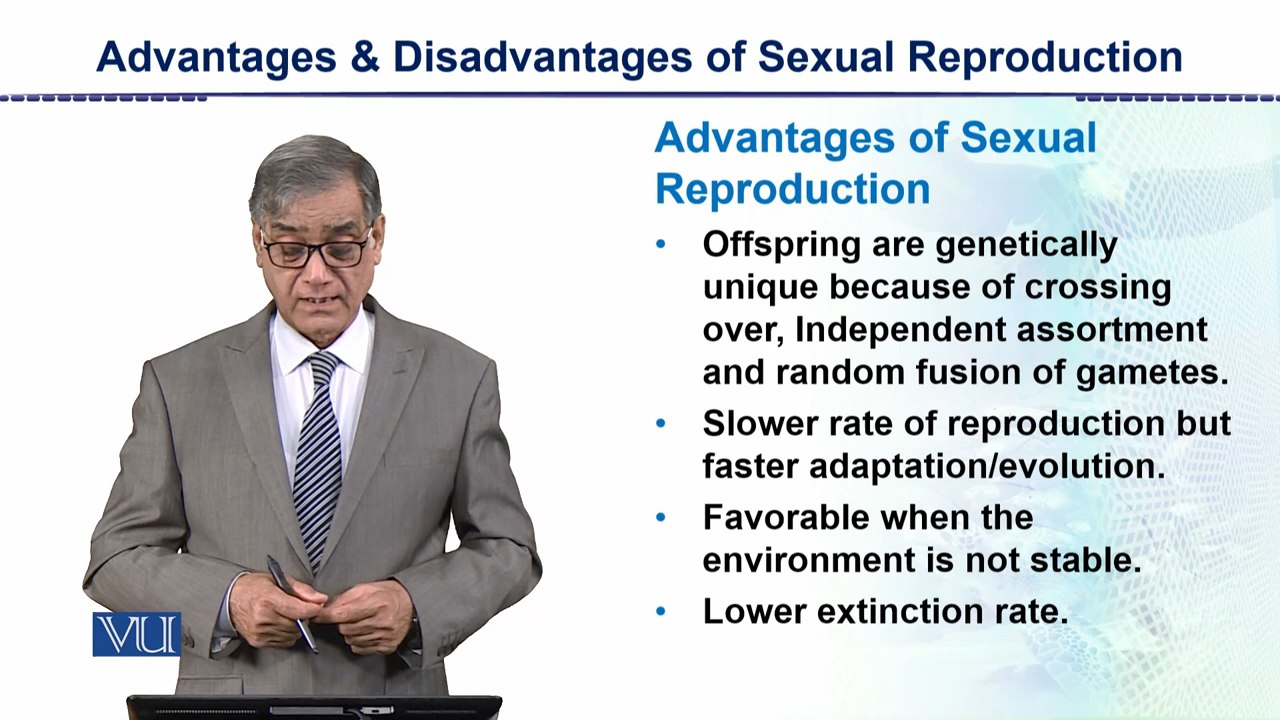 Advantages & Disadvantages of Sexual Reproduction
Advantages of Sexual
Reproduction
• Offspring are genetically
unique because of crossing
over, Independent assortment
and random fusion of gametes.
• Slower rate of reproduction but
faster adaptation/evolution.
• Favorable when the
environment is not stable.
• Lower extinction rate.
VU